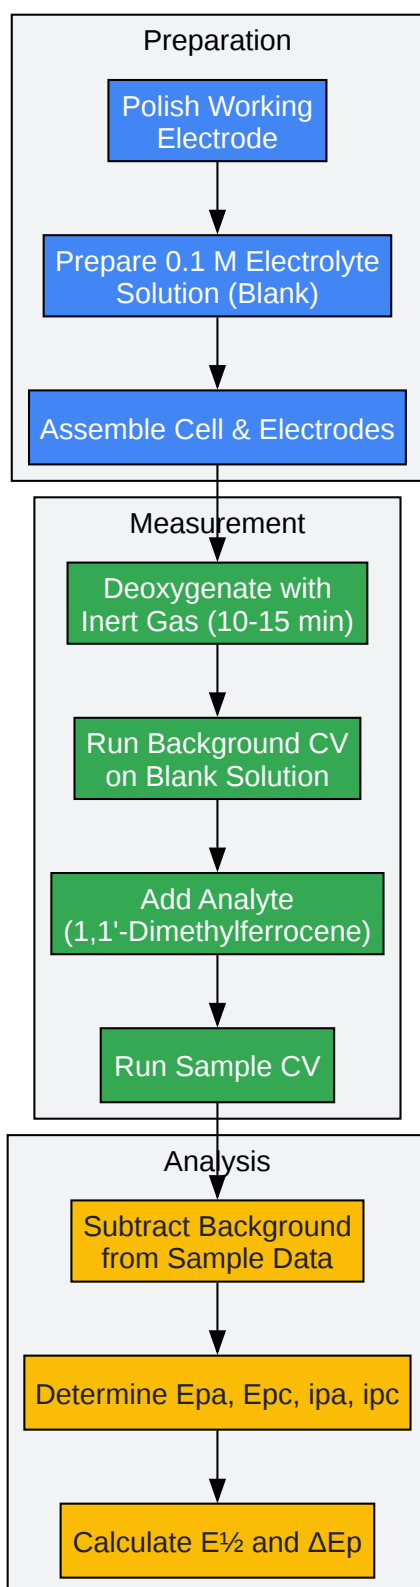 Preparation
Polish Working
Electrode
Prepare 0.1 M Electrolyte
Solution (Blank)
Assemble Cell & Electrodes
Measurement
Deoxygenate with
Inert Gas (10-15 min)
Run Background CV
on Blank Solution
Add Analyte
(1,1'-Dimethylferrocene)
Run Sample CV
Analysis
Subtract Background
from Sample Data
Determine Epa, Epc, ipa, ipc
Calculate E½ and ΔEp